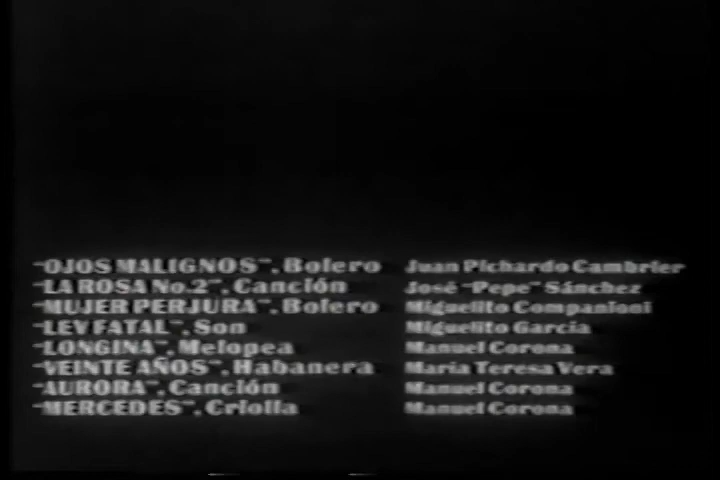 "OJOS MALIGNOS", Bolero Juan Pichardo Cambrier
"LA ROSA No.2", Canción José "Pepe" Sánchez
"MUJER PERJURA", Bolero Miguelito Companioni
"LEY FATAL", Son Miguelito García
"LONGINA", Melopea Manuel Corona
"VEINTE AÑOS", Habanera María Teresa Vera
"AURORA", Canción Manuel Corona
"MERCEDES", Criolla Manuel Corona